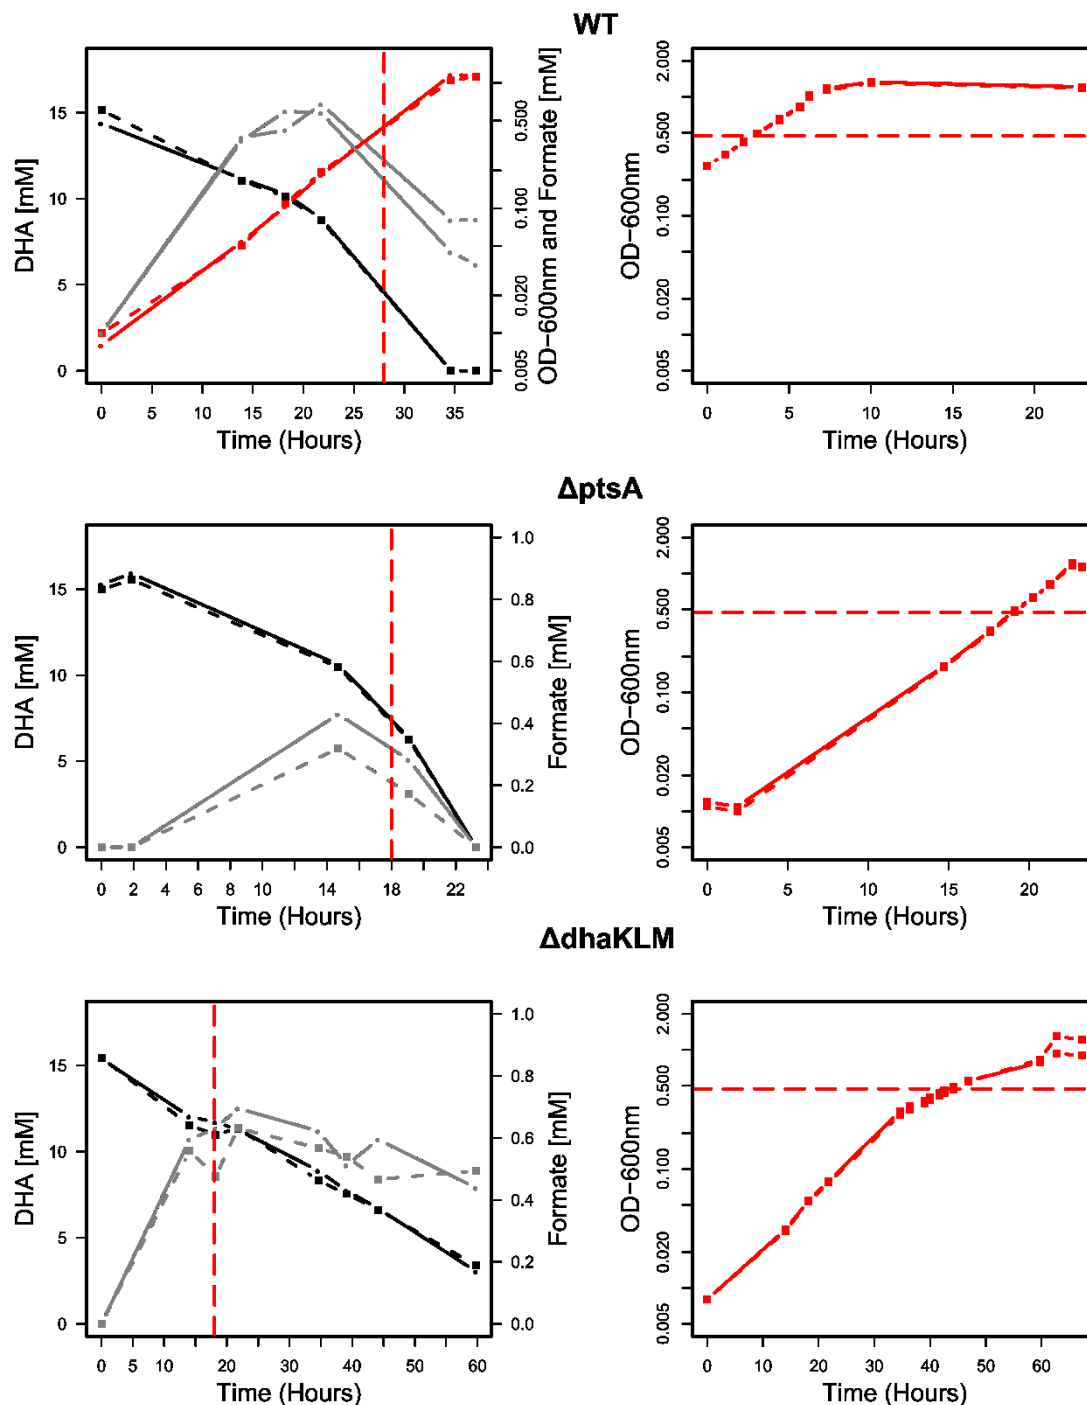 WT
DHA [mM]
15
10
5
0
0.500
0.100
0.020
0.005
OD-600nm and Formate [mM]
0 5 10 15 20 25 30 35
Time (Hours)
OD-600nm
2.000
0.500
0.100
0.020
0.005
0 5 10 15 20
Time (Hours)
ΔptsA
DHA [mM]
15
10
5
0
1.0
0.8
0.6
0.4
0.2
0.0
Formate [mM]
0 2 4 6 8 10 14 18 22
Time (Hours)
OD-600nm
2.000
0.500
0.100
0.020
0.005
0 5 10 15 20
Time (Hours)
ΔdhaKLM
DHA [mM]
15
10
5
0
1.0
0.8
0.6
0.4
0.2
0.0
Formate [mM]
0 5 10 20 30 40 50 60
Time (Hours)
OD-600nm
2.000
0.500
0.100
0.020
0.005
0 10 20 30 40 50 60
Time (Hours)